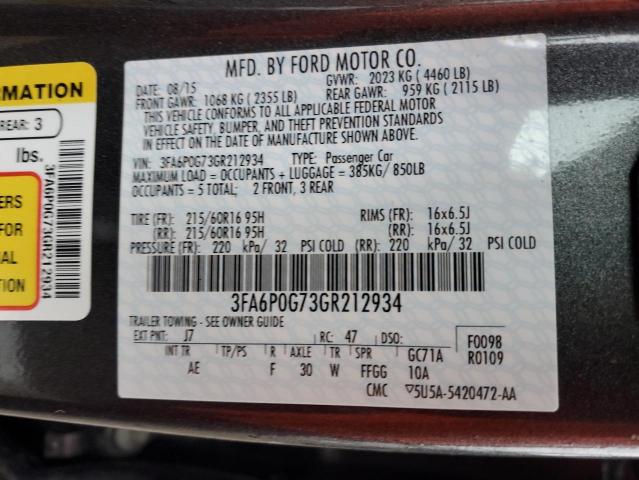 MFD. BY FORD MOTOR CO.
DATE: 08/15 GVWR: 2023 KG (4460 LB)
FRONT GAWR: 1068 KG (2355 LB) REAR GAWR: 959 KG (2115 LB)
THIS VEHICLE CONFORMS TO ALL APPLICABLE FEDERAL MOTOR
VEHICLE SAFETY, BUMPER, AND THEFT PREVENTION STANDARDS
IN EFFECT ON THE DATE OF MANUFACTURE SHOWN ABOVE.
VIN: 3FA6P0G73GR212934 TYPE: Passenger Car
MAXIMUM LOAD = OCCUPANTS + LUGGAGE = 385KG/850LB
OCCUPANTS = 5 TOTAL; 2 FRONT, 3 REAR
TIRE (FR): 215/60R16 95H RIMS (FR): 16x6.5J
(RR): 215/60R16 95H (RR): 16x6.5J
PRESSURE (FR): 220 kPa/ 32 PSI COLD (RR): 220 kPa/ 32 PSI COLD
3FA6P0G73GR212934
TRAILER TOWING - SEE OWNER GUIDE
EXT PNT: J7 RC: 47 DSO: F0098
INT TR TP/PS R AXLE TR SPR GC71A R0109
AE F 30 W FFGG 10A
CMC ▽5U5A-5420472-AA
RMATION
REAR: 3
lbs.
ERS
FOR
AL
TION
3FA6P0G73GR212934